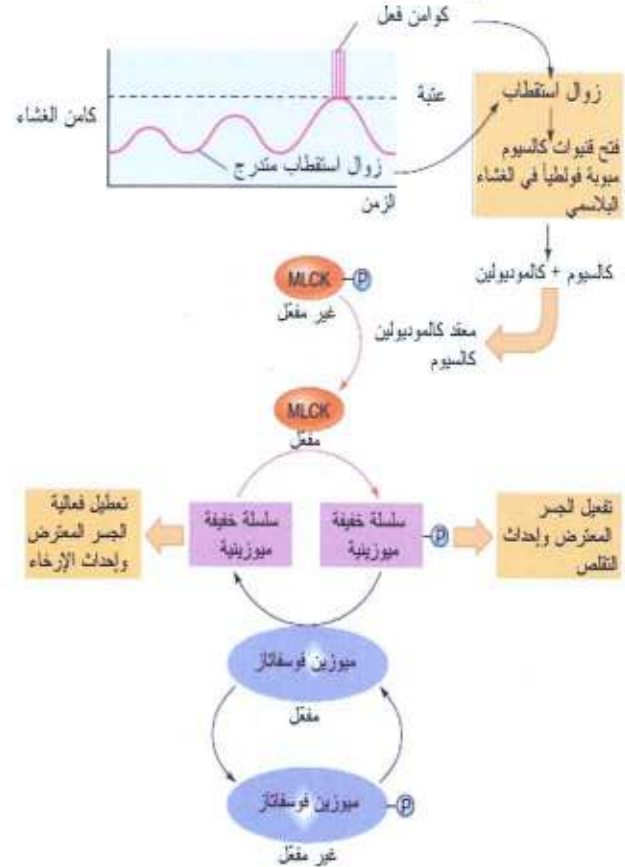 كوامن فعل
عتبة
كامن الغشاء
زوال استقطاب متدرج
الزمن
زوال استقطاب
فتح قنيوات كالسيوم
مبوبة فولطياً في الغشاء
البلاسمي
كالسيوم + كالموديولين
معقد كالموديولين
كالسيوم
MLCK
P
غير مفعّل
MLCK
مفعّل
تفعيل الجسر
المعترض وإحداث
التقلص
سلسلة خفيفة
ميوزينية
P
سلسلة خفيفة
ميوزينية
تعطيل فعالية
الجسر المعترض
وإحداث الإرخاء
ميوزين فوسفاتاز
مفعّل
ميوزين فوسفاتاز
P
غير مفعّل